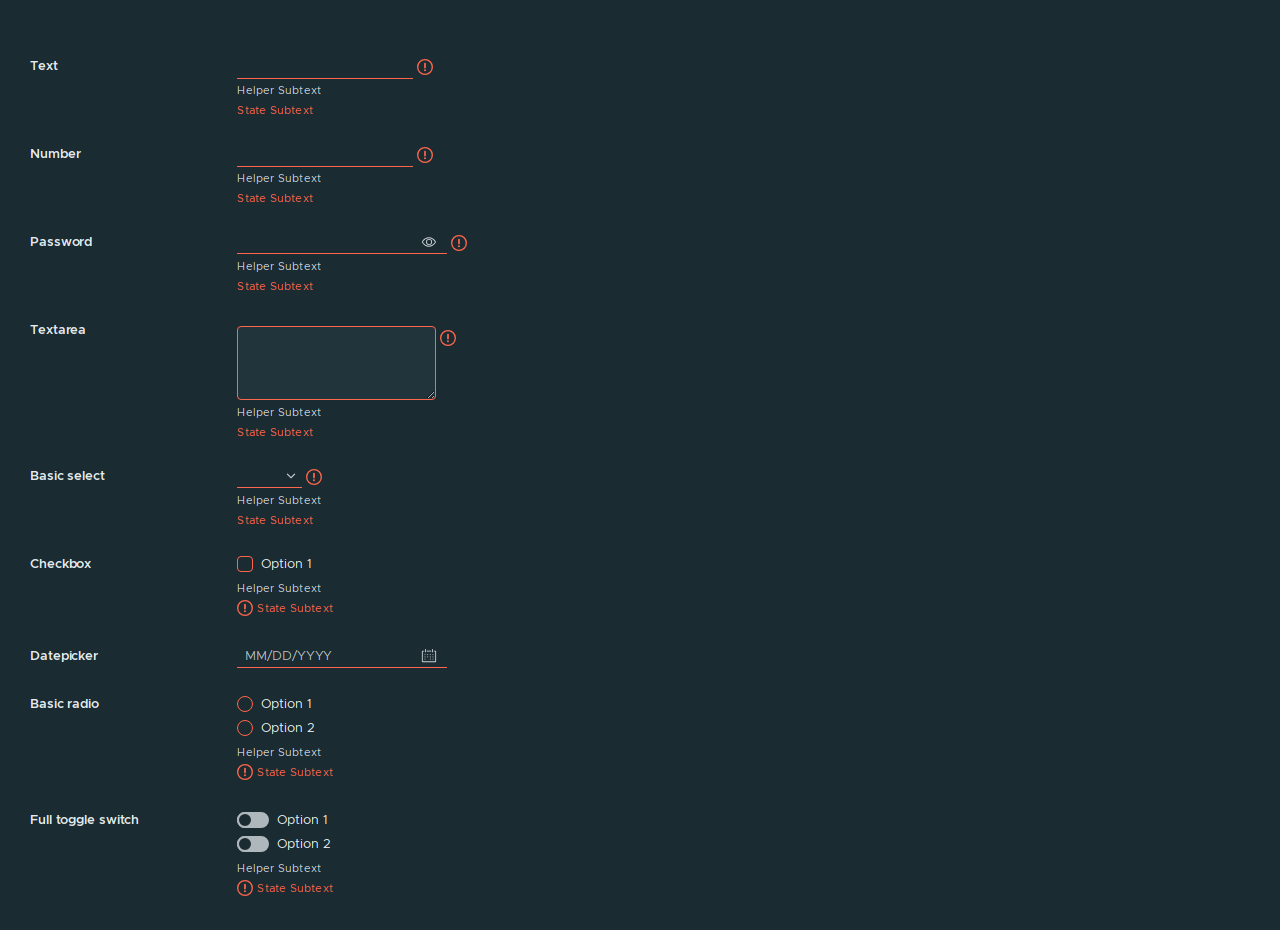 Text
Helper Subtext
State Subtext
Number
Helper Subtext
State Subtext
Password
Helper Subtext
State Subtext
Textarea
Helper Subtext
State Subtext
Basic select
Helper Subtext
State Subtext
Checkbox Option 1
Helper Subtext
State Subtext
Datepicker MM/DD/YYYY
Basic radio Option 1
Option 2
Helper Subtext
State Subtext
Full toggle switch Option 1
Option 2
Helper Subtext
State Subtext